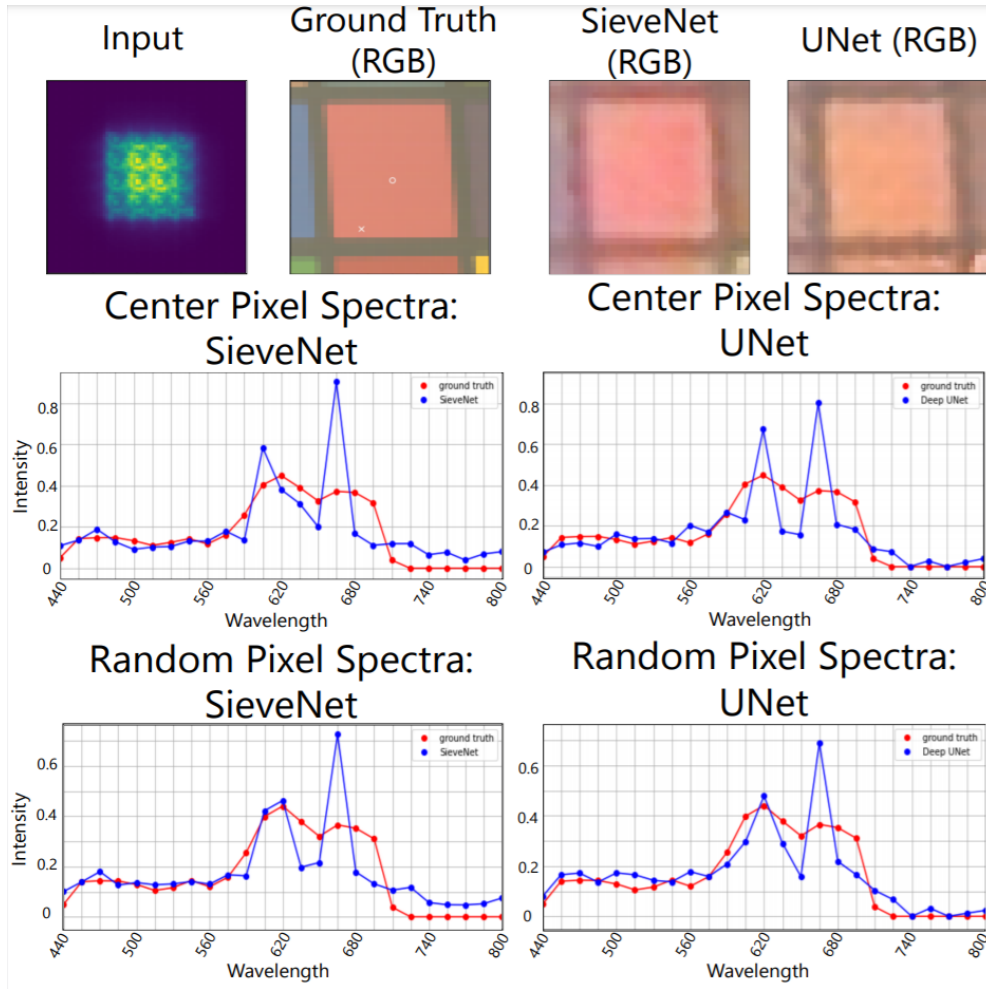 Input
Ground Truth
(RGB)
SieveNet
(RGB)
UNet (RGB)
Center Pixel Spectra:
SieveNet
ground truth
SieveNet
0.8
0.6
0.4
0.2
0
Intensity
440
500
560
620
680
740
800
Wavelength
Center Pixel Spectra:
UNet
ground truth
Deep UNet
0.8
0.6
0.4
0.2
0
440
500
560
620
680
740
800
Wavelength
Random Pixel Spectra:
SieveNet
ground truth
SieveNet
0.6
0.4
0.2
0
Intensity
440
500
560
620
680
740
800
Wavelength
Random Pixel Spectra:
UNet
ground truth
Deep UNet
0.6
0.4
0.2
0
440
500
560
620
680
740
800
Wavelength